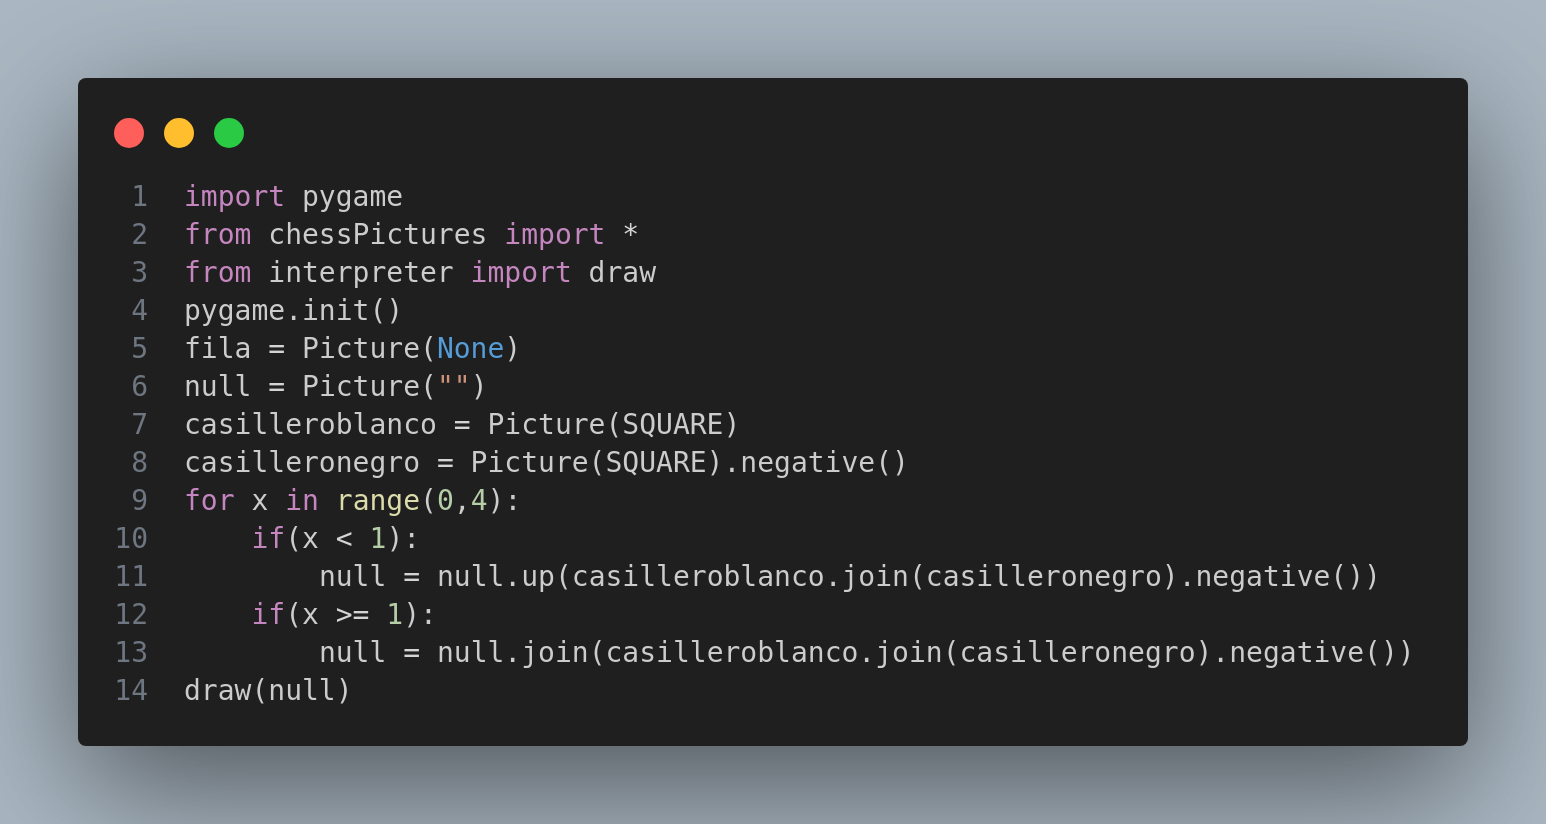 1 import pygame
2 from chessPictures import *
3 from interpreter import draw
4 pygame.init()
5 fila = Picture(None)
6 null = Picture("")
7 casilleroblanco = Picture(SQUARE)
8 casilleronegro = Picture(SQUARE).negative()
9 for x in range(0,4):
10     if(x < 1):
11         null = null.up(casilleroblanco.join(casilleronegro).negative())
12     if(x >= 1):
13         null = null.join(casilleroblanco.join(casilleronegro).negative())
14 draw(null)